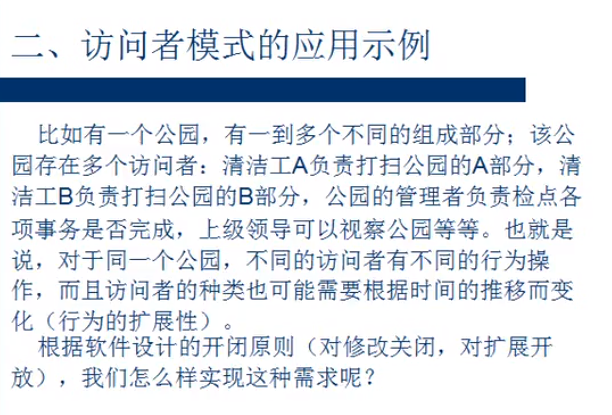 二、访问者模式的应用示例
比如有一个公园，有一到多个不同的组成部分；该公
园存在多个访问者：清洁工A负责打扫公园的A部分，清
洁工B负责打扫公园的B部分，公园的管理者负责检点各
项事务是否完成，上级领导可以视察公园等等。也就是
说，对于同一个公园，不同的访问者有不同的行为操
作，而且访问者的种类也可能需要根据时间的推移而变
化（行为的扩展性）。
根据软件设计的开闭原则（对修改关闭，对扩展开
放），我们怎么样实现这种需求呢？